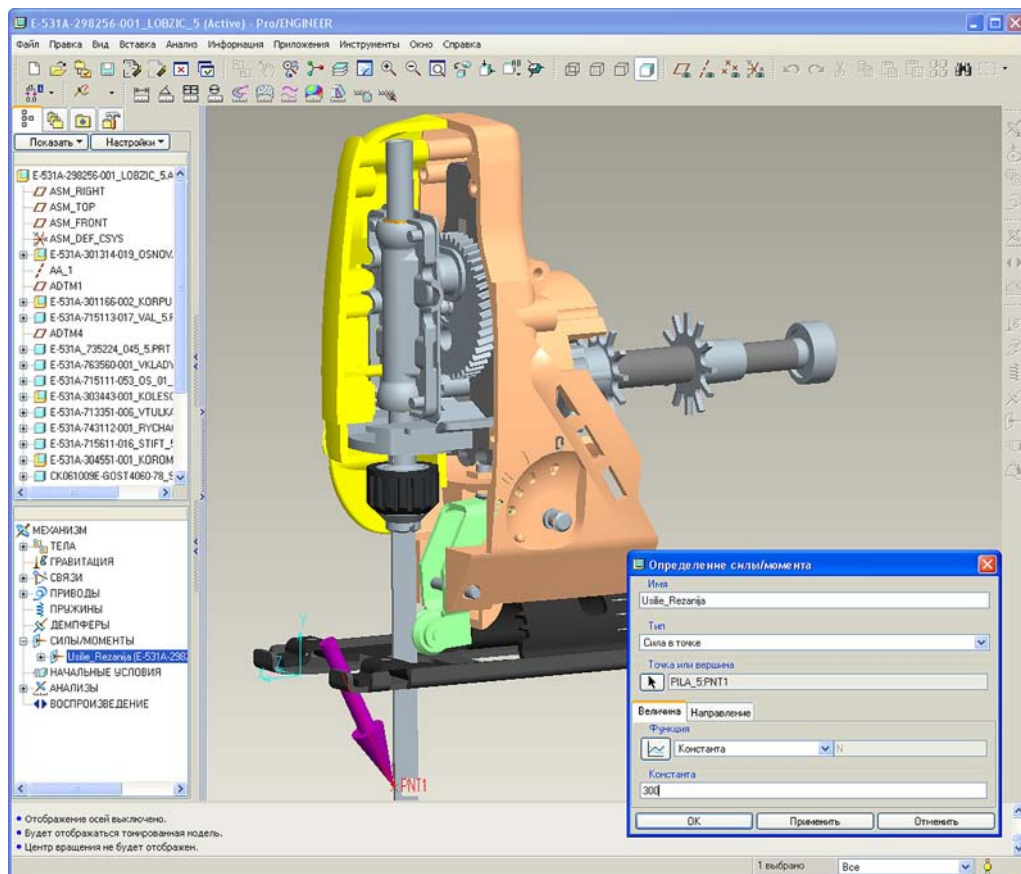 E-531A-298256-001_LOBZIC_5 (Active) - Pro/ENGINEER
Файл Правка Вид Вставка Анализ Информация Приложения Инструменты Окно Справка
Показать Настройки
E-531A-298256-001_LOBZIC_5.A
ASM_RIGHT
ASM_TOP
ASM_FRONT
ASM_DEF_CSYS
E-531A-301314-019_OSNOV.
AA_1
ADTM1
E-531A-301166-002_KORPU
E-531A-715113-017_VAL_5.F
ADTM4
E-531A_735224_045_5.PRT
E-531A-763560-001_VKLADY
E-531A-715111-053_OS_01_
E-531A-303443-001_KOLESO
E-531A-713351-006_VTULKA
E-531A-743112-001_RYCHA
E-531A-715611-016_STIFT_5
E-531A-304551-001_KOROM
CK061009E-GOST4060-78_S
МЕХАНИЗМ
ТЕЛА
ГРАВИТАЦИЯ
СВЯЗИ
ПРИВОДЫ
ПРУЖИНЫ
ДЕМПФЕРЫ
СИЛЫ/МОМЕНТЫ
Usilie_Rezanija (E-531A-298
НАЧАЛЬНЫЕ УСЛОВИЯ
АНАЛИЗЫ
ВОСПРОИЗВЕДЕНИЕ
Y
Z
PNT1
Определение силы/момента
Имя
Usilie_Rezanija
Тип
Сила в точке
Точка или вершина
PILA_5:PNT1
Величина Направление
Функция
Константа N
Константа
300
OK Применить Отменить
• Отображение осей выключено.
• Будет отображаться тонированная модель.
• Центр вращения не будет отображен.
1 выбрано Все